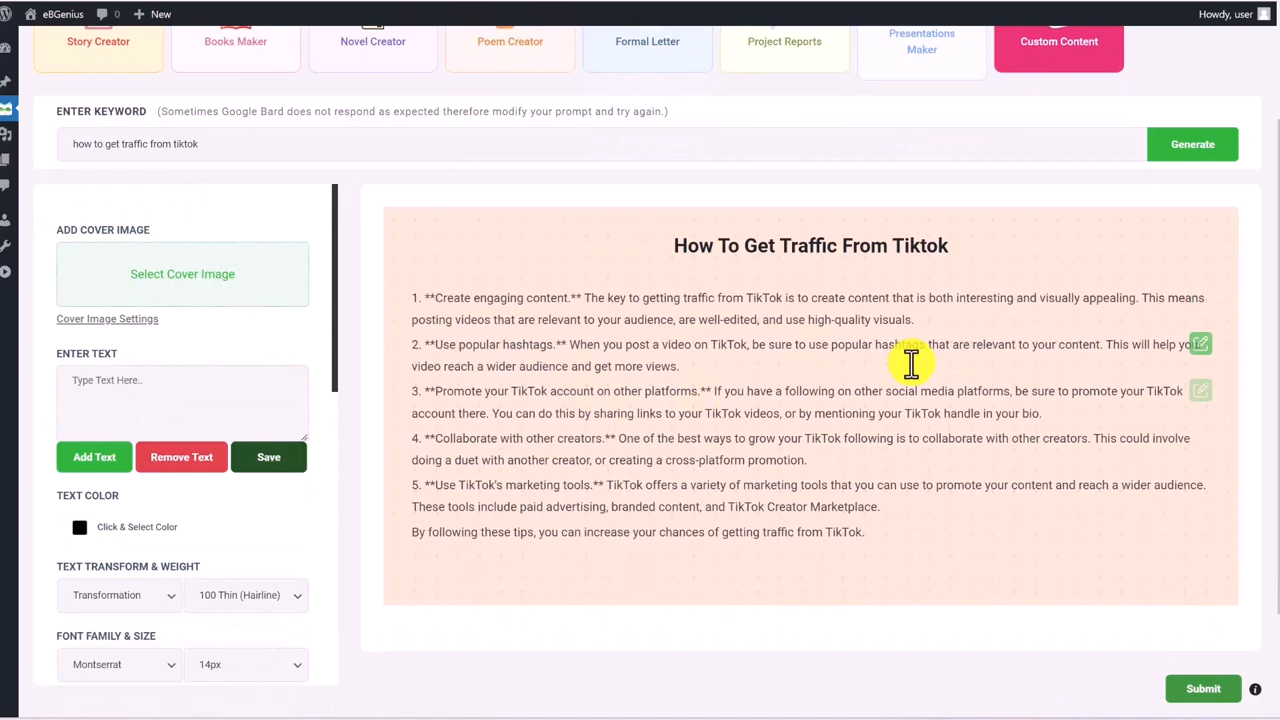 eBGenius 0 New Howdy, user
Story Creator Books Maker Novel Creator Poem Creator Formal Letter Project Reports Presentations Maker Custom Content
ENTER KEYWORD (Sometimes Google Bard does not respond as expected therefore modify your prompt and try again.)
how to get traffic from tiktok Generate
ADD COVER IMAGE
Select Cover Image
Cover Image Settings
ENTER TEXT
Type Text Here..
Add Text Remove Text Save
TEXT COLOR
Click & Select Color
TEXT TRANSFORM & WEIGHT
Transformation 100 Thin (Hairline)
FONT FAMILY & SIZE
Montserrat 14px
How To Get Traffic From Tiktok
1. **Create engaging content.** The key to getting traffic from TikTok is to create content that is both interesting and visually appealing. This means
posting videos that are relevant to your audience, are well-edited, and use high-quality visuals.
2. **Use popular hashtags.** When you post a video on TikTok, be sure to use popular hashtags that are relevant to your content. This will help your
video reach a wider audience and get more views.
3. **Promote your TikTok account on other platforms.** If you have a following on other social media platforms, be sure to promote your TikTok
account there. You can do this by sharing links to your TikTok videos, or by mentioning your TikTok handle in your bio.
4. **Collaborate with other creators.** One of the best ways to grow your TikTok following is to collaborate with other creators. This could involve
doing a duet with another creator, or creating a cross-platform promotion.
5. **Use TikTok's marketing tools.** TikTok offers a variety of marketing tools that you can use to promote your content and reach a wider audience.
These tools include paid advertising, branded content, and TikTok Creator Marketplace.
By following these tips, you can increase your chances of getting traffic from TikTok.
Submit